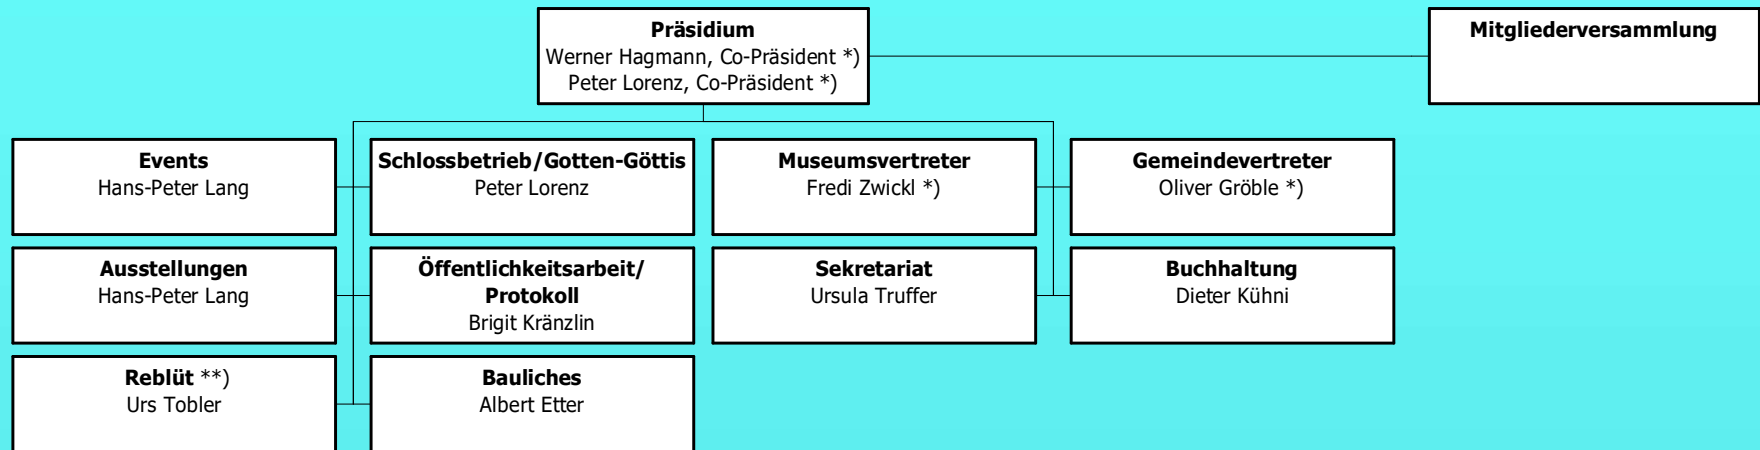 Präsidium
Werner Hagmann, Co-Präsident *)
Peter Lorenz, Co-Präsident *)
Mitgliederversammlung
Events
Hans-Peter Lang
Schlossbetrieb/Gotten-Göttis
Peter Lorenz
Museumsvertreter
Fredi Zwickl *)
Gemeindevertreter
Oliver Gröble *)
Ausstellungen
Hans-Peter Lang
Öffentlichkeitsarbeit/
Protokoll
Brigit Kränzlin
Sekretariat
Ursula Truffer
Buchhaltung
Dieter Kühni
Reblüt **)
Urs Tobler
Bauliches
Albert Etter